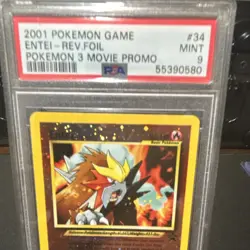 2001 POKEMON GAME #34
ENTEI-REV.FOIL MINT
POKEMON 3 MOVIE PROMO 9
PSA 55390580